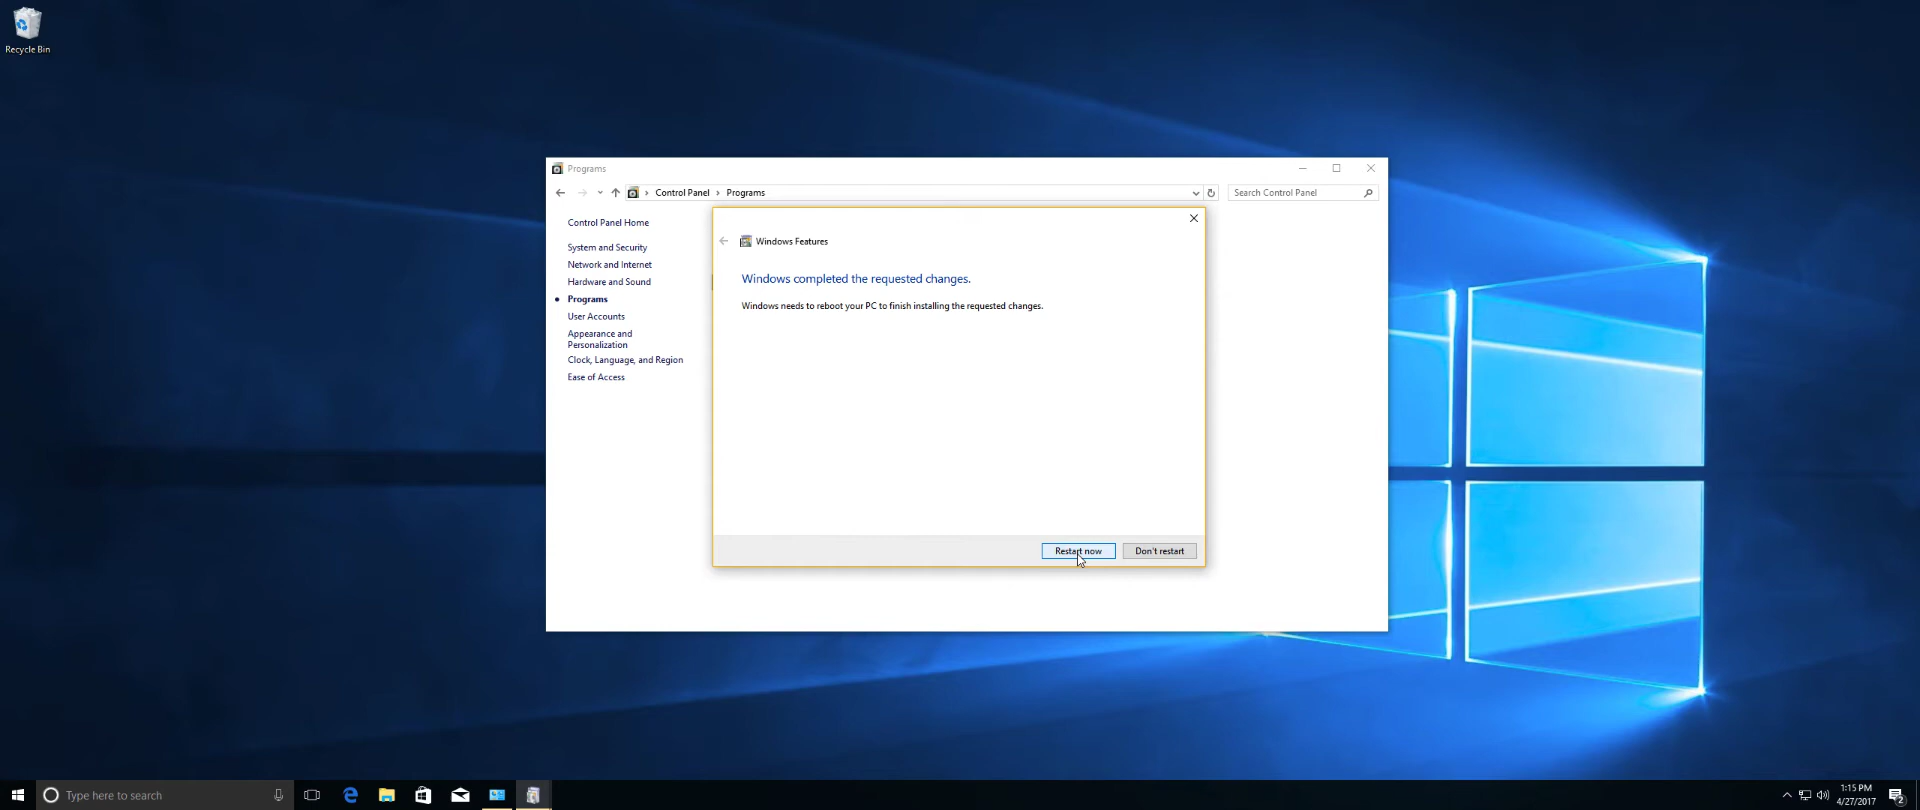 Recycle Bin
Programs
Control Panel > Programs
Search Control Panel
Control Panel Home
System and Security
Network and Internet
Hardware and Sound
Programs
User Accounts
Appearance and
Personalization
Clock, Language, and Region
Ease of Access
Windows Features
Windows completed the requested changes.
Windows needs to reboot your PC to finish installing the requested changes.
Restart now
Don't restart
Type here to search
1:15 PM
4/27/2017
2